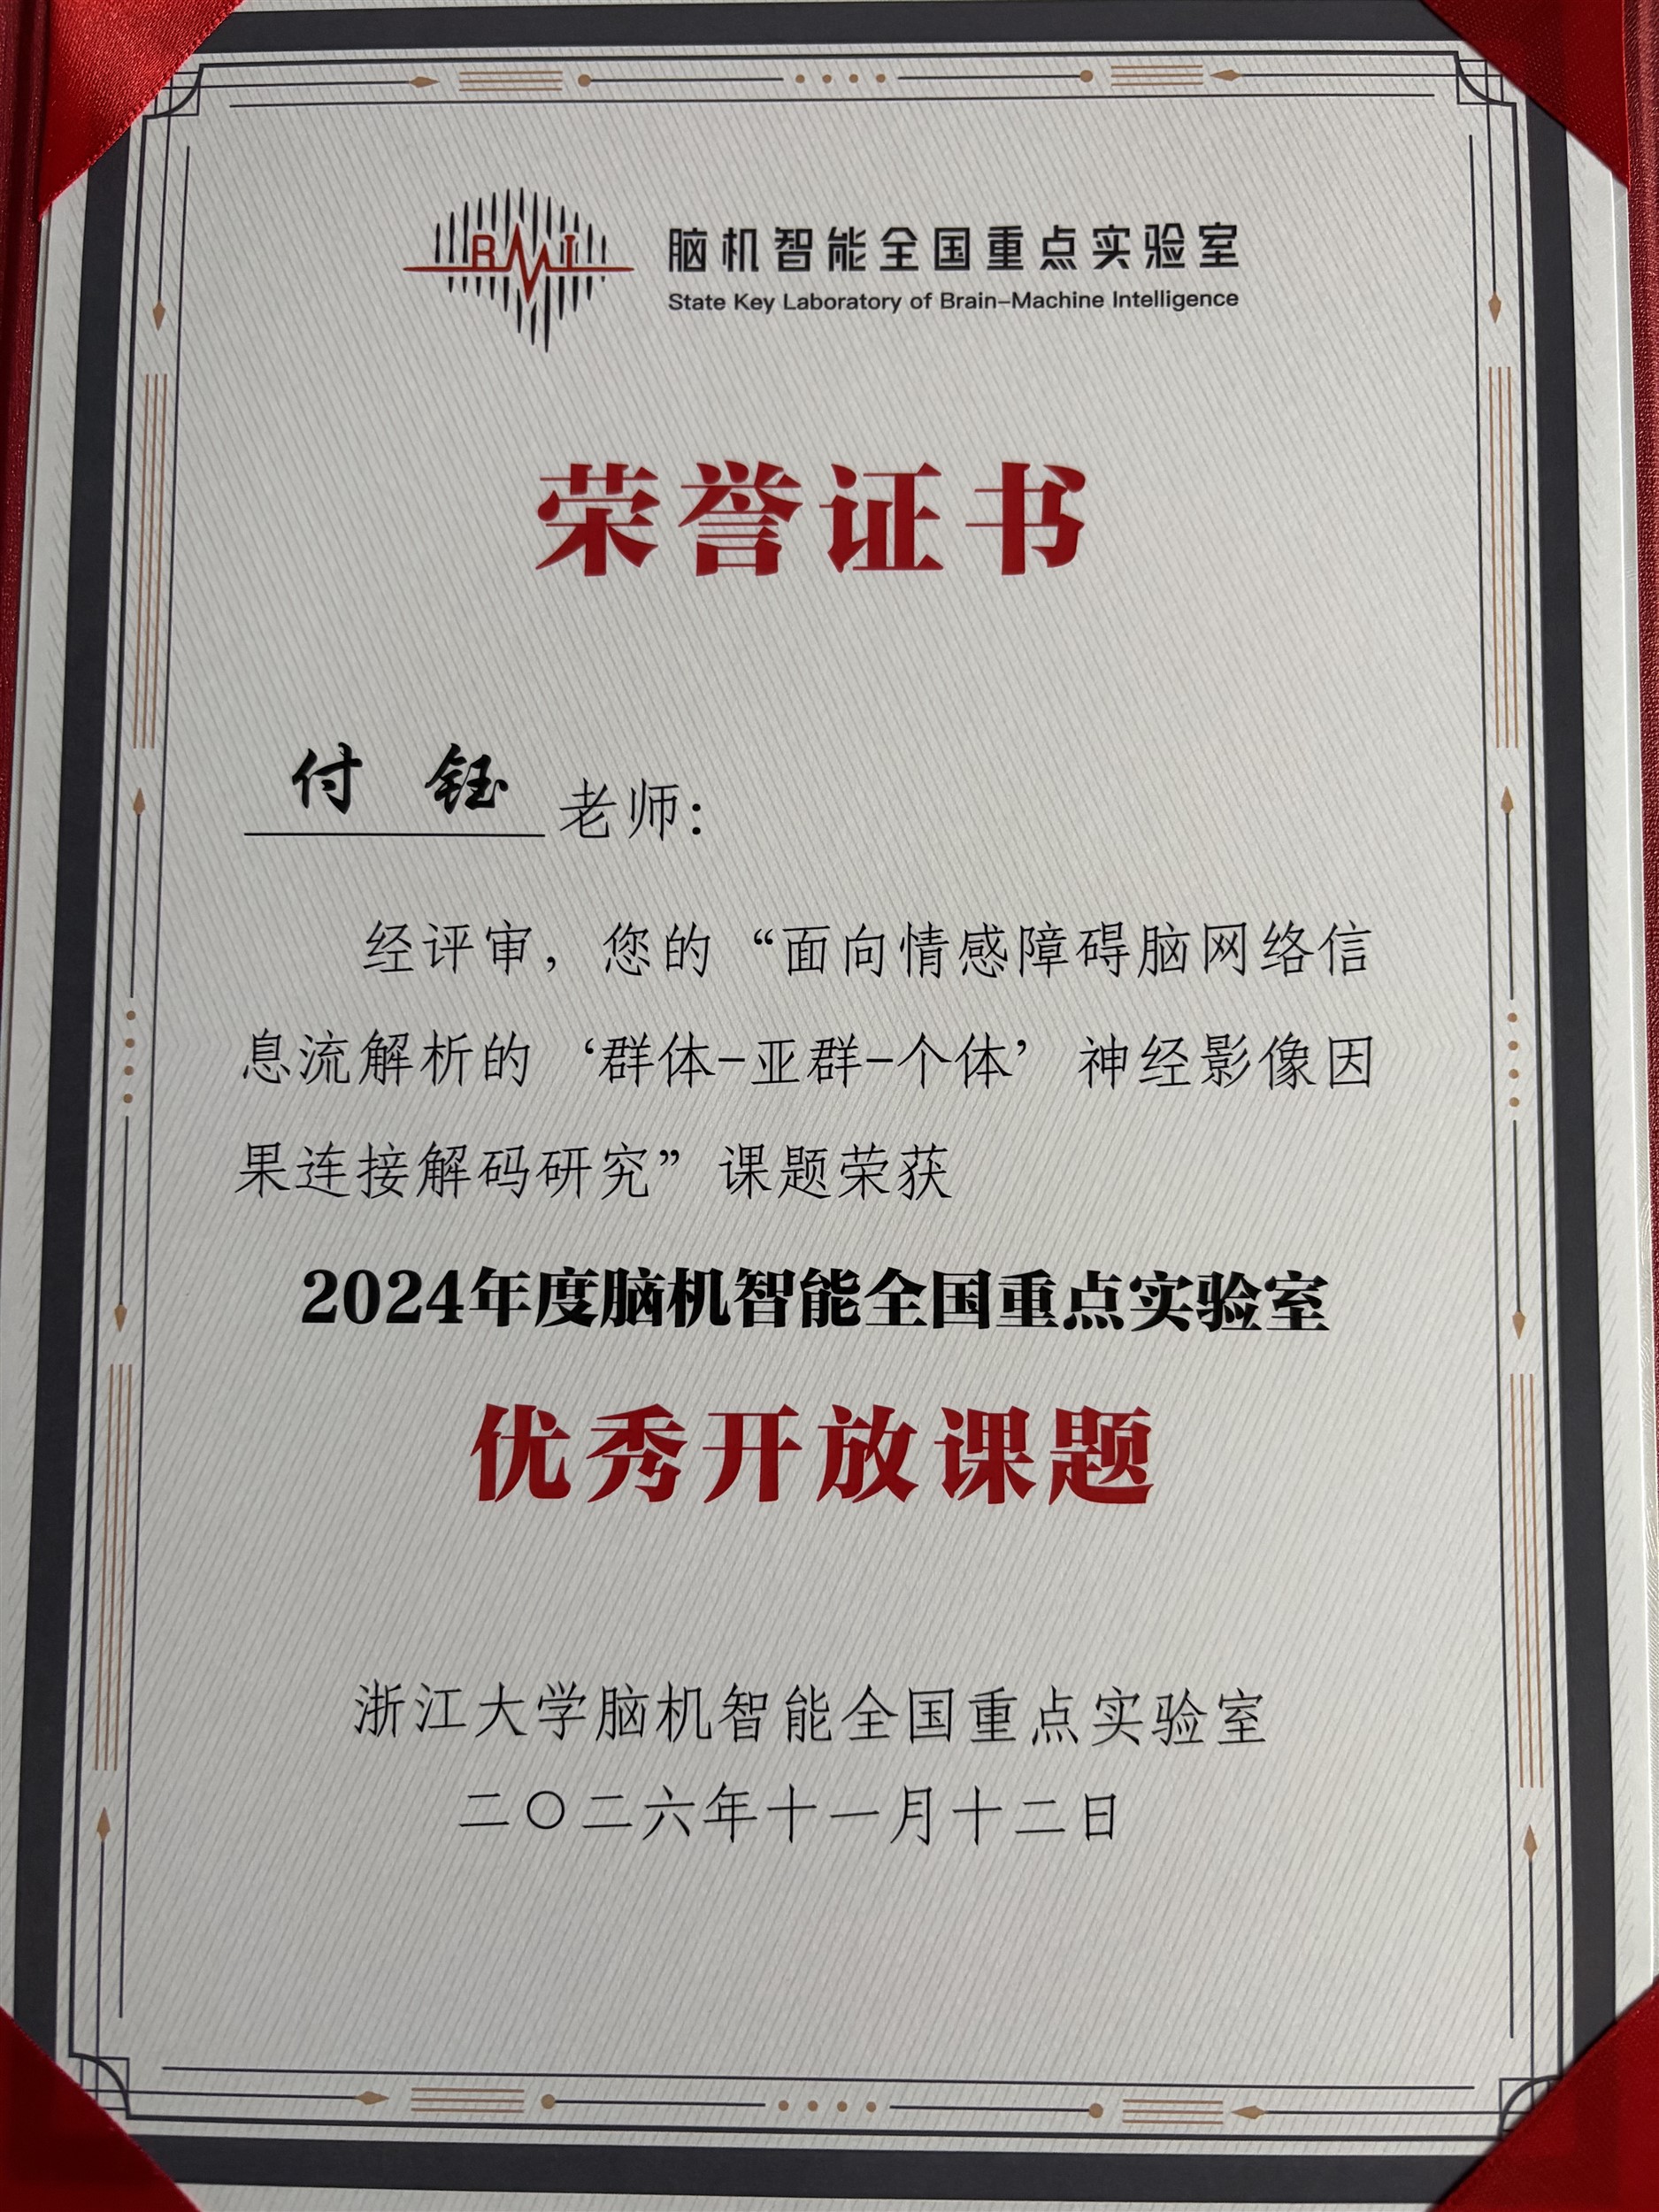 BMI
脑机智能全国重点实验室
State Key Laboratory of Brain-Machine Intelligence
荣誉证书
付 钰 老师：
经评审，您的“面向情感障碍脑网络信
息流解析的‘群体-亚群-个体’神经影像因
果连接解码研究”课题荣获
2024年度脑机智能全国重点实验室
优秀开放课题
浙江大学脑机智能全国重点实验室
二〇二六年十一月十二日